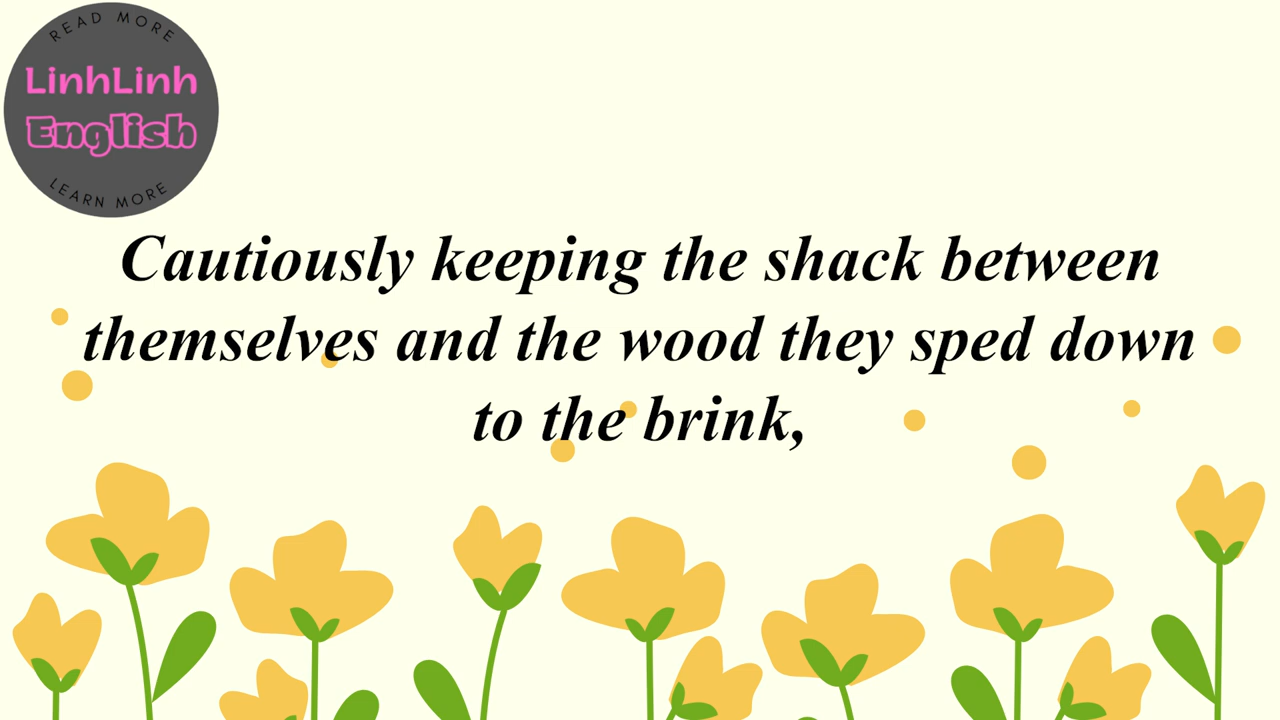 READ MORE
LinhLinh
English
LEARN MORE
Cautiously keeping the shack between
themselves and the wood they sped down
to the brink,